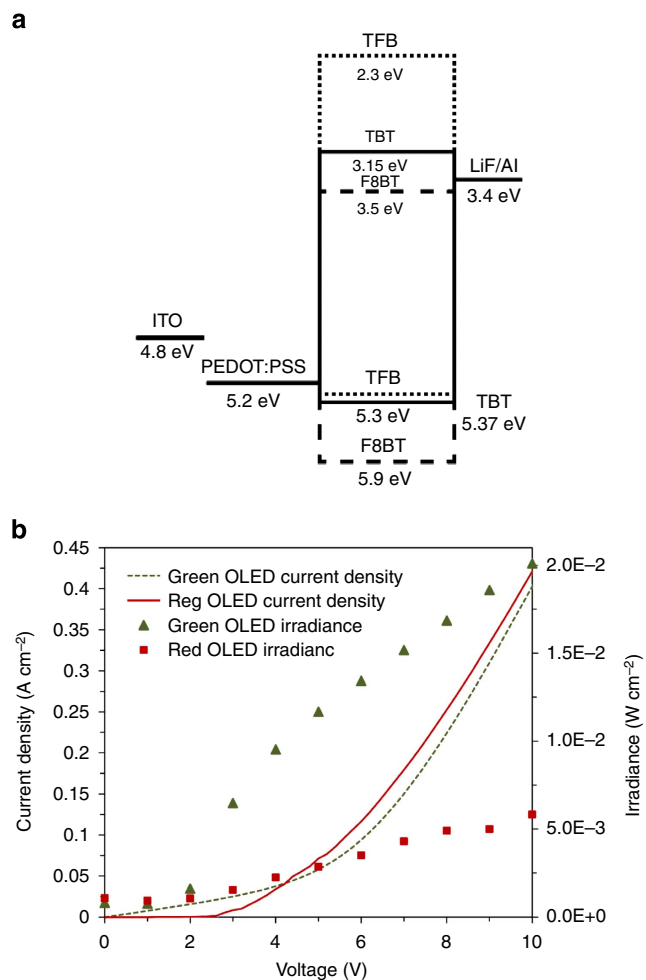 a
TFB
2.3 eV
TBT
3.15 eV
F8BT
3.5 eV
LiF/Al
3.4 eV
ITO
4.8 eV
PEDOT:PSS
5.2 eV
TFB
5.3 eV
TBT
5.37 eV
F8BT
5.9 eV
b
Green OLED current density
Reg OLED current density
Green OLED irradiance
Red OLED irradianc
Current density (A cm⁻²)
0.45
0.4
0.35
0.3
0.25
0.2
0.15
0.1
0.05
0
2.0E–2
1.5E–2
1.0E–2
5.0E–3
0.0E+0
Irradiance (W cm⁻²)
0 2 4 6 8 10
Voltage (V)